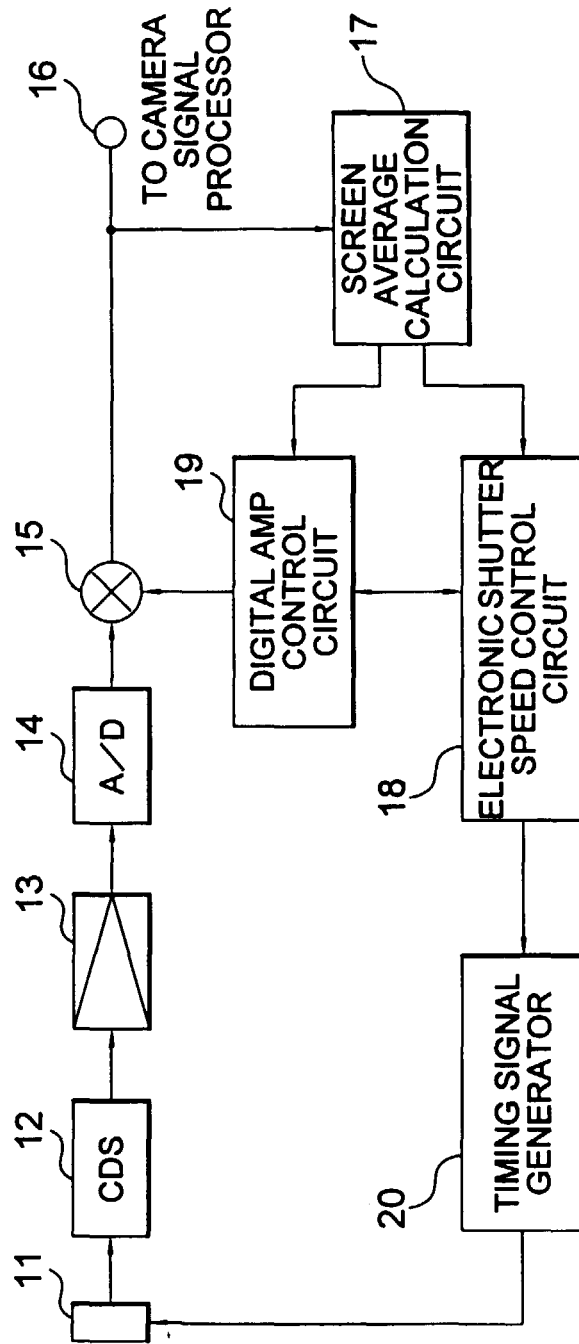 11
12
CDS
13
14
A/D
15
16
TO CAMERA
SIGNAL
PROCESSOR
17
SCREEN
AVERAGE
CALCULATION
CIRCUIT
19
DIGITAL AMP
CONTROL
CIRCUIT
18
ELECTRONIC SHUTTER
SPEED CONTROL
CIRCUIT
20
TIMING SIGNAL
GENERATOR